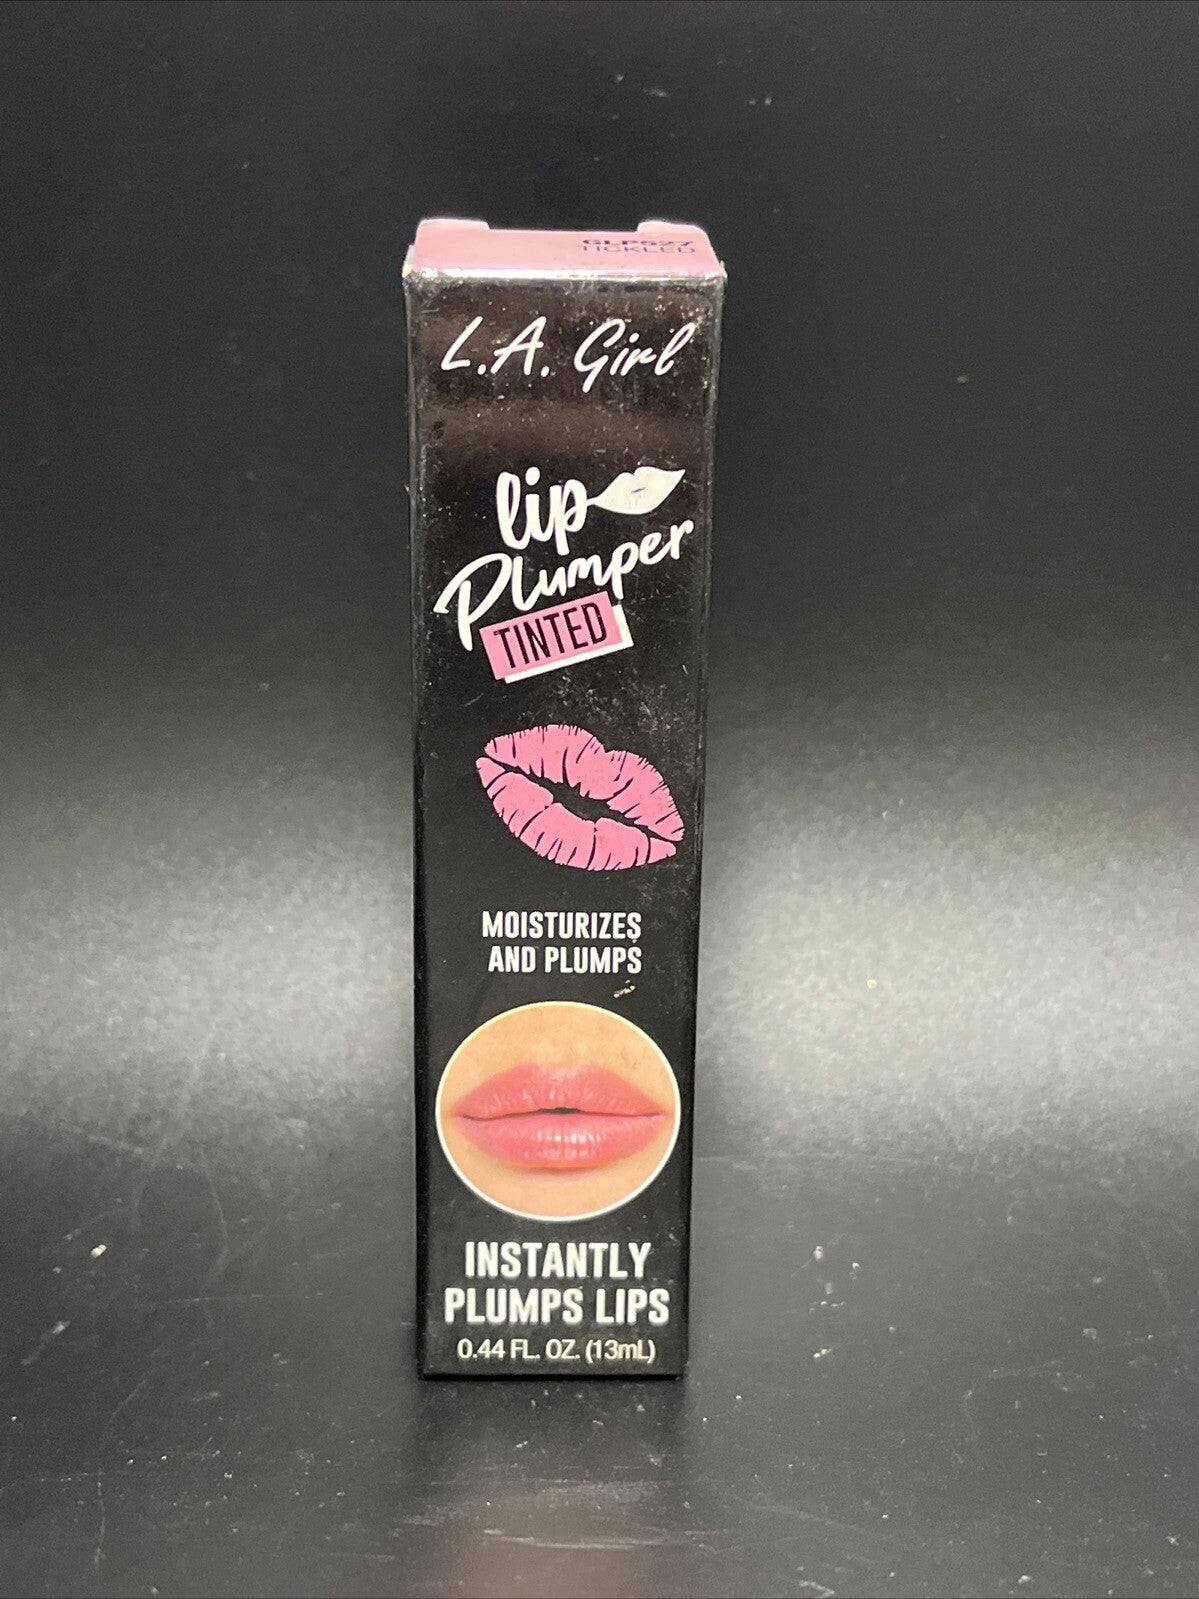 GLP527
TICKLED
L.A. Girl
lip
Plumper
TINTED
MOISTURIZES
AND PLUMPS
INSTANTLY
PLUMPS LIPS
0.44 FL. OZ. (13mL)